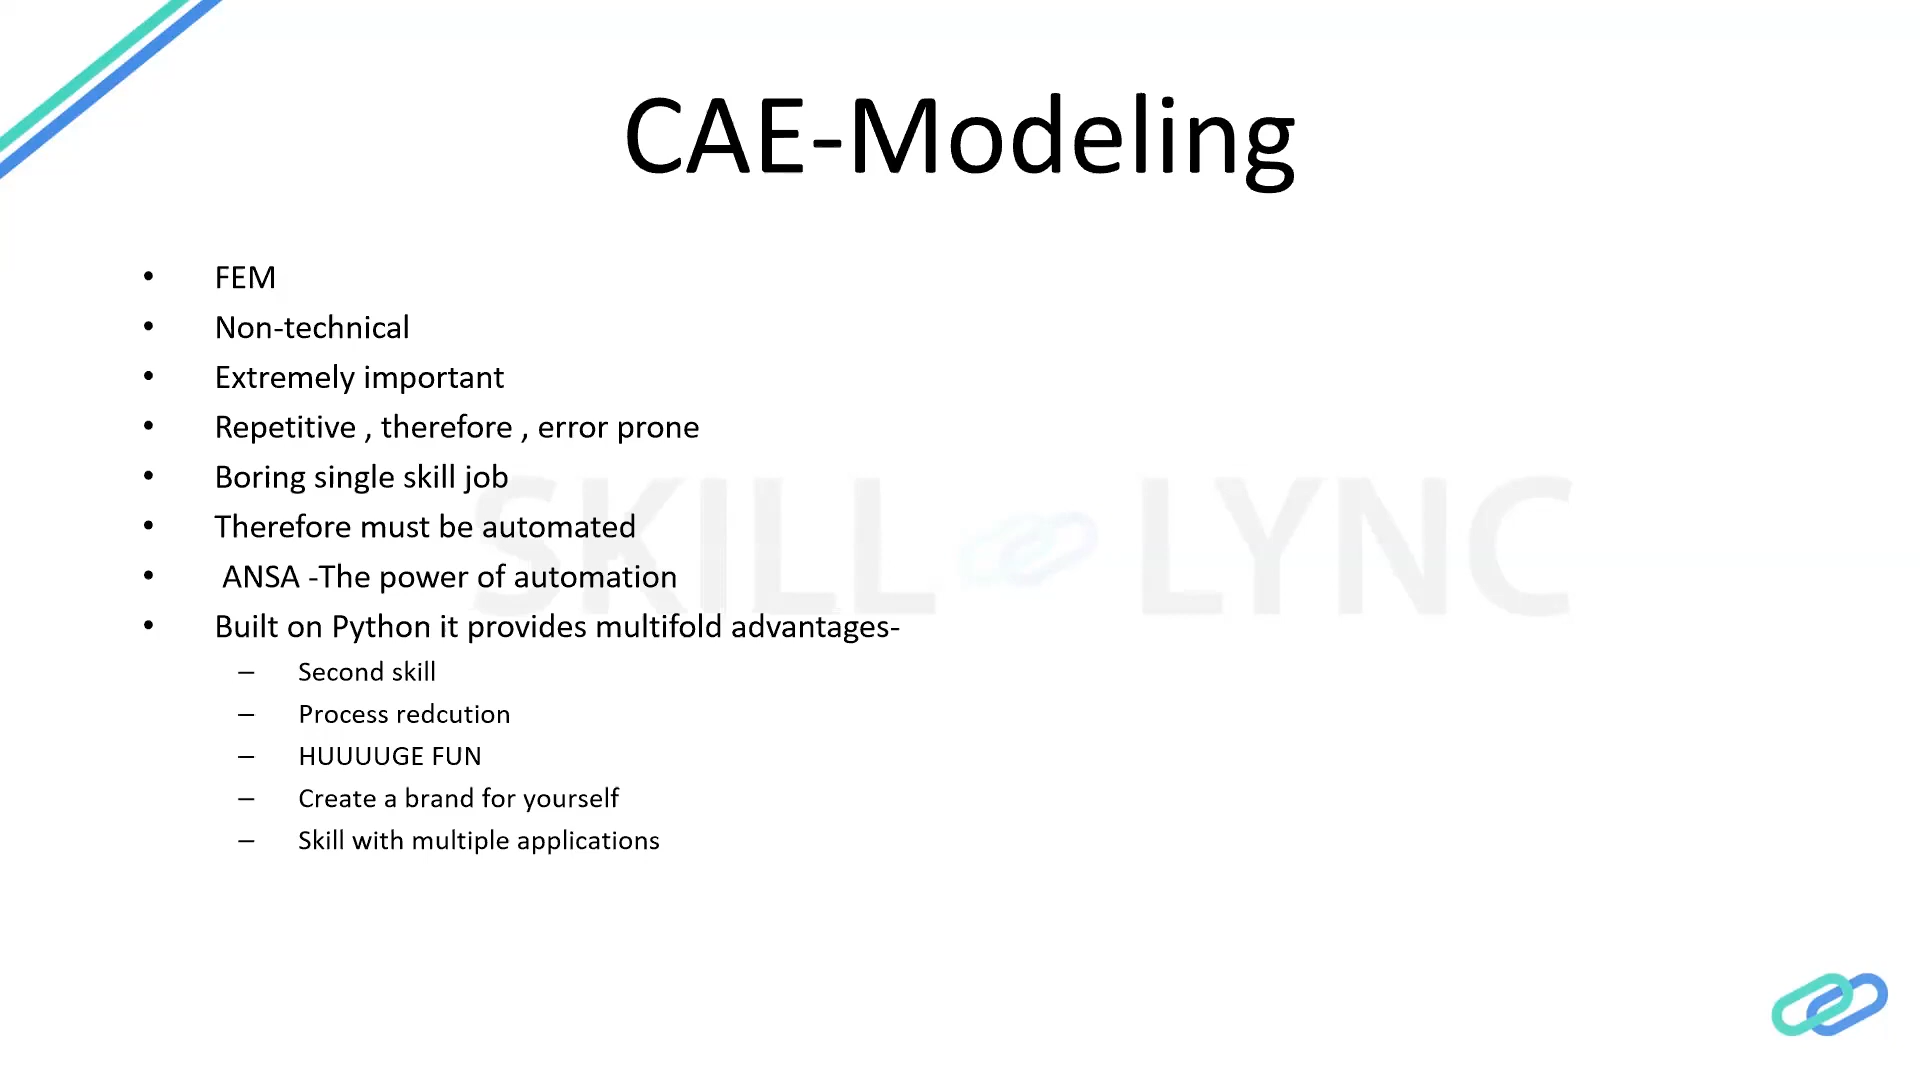 CAE-Modeling
• FEM
• Non-technical
• Extremely important
• Repetitive , therefore , error prone
• Boring single skill job
• Therefore must be automated
• ANSA -The power of automation
• Built on Python it provides multifold advantages-
– Second skill
– Process redcution
– HUUUUGE FUN
– Create a brand for yourself
– Skill with multiple applications
SKILL LYNC